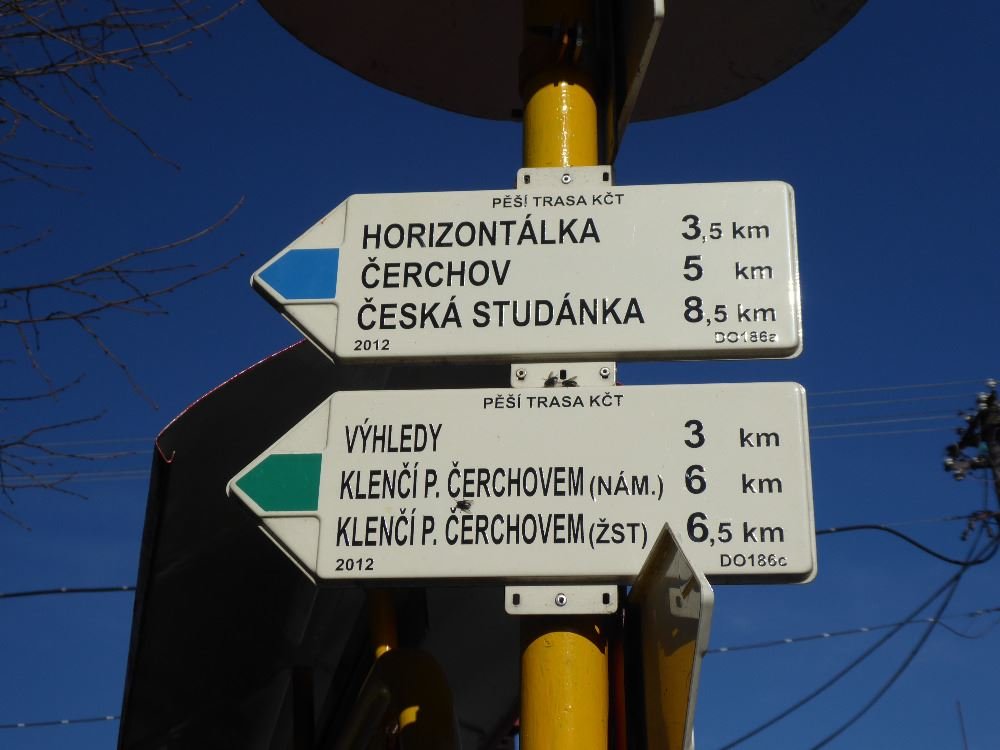 PĚŠÍ TRASA KČT
HORIZONTÁLKA 3,5 km
ČERCHOV 5 km
ČESKÁ STUDÁNKA 8,5 km
2012 DO186a
PĚŠÍ TRASA KČT
VÝHLEDY 3 km
KLENČÍ P. ČERCHOVEM (NÁM.) 6 km
KLENČÍ P. ČERCHOVEM (ŽST) 6,5 km
2012 DO186c